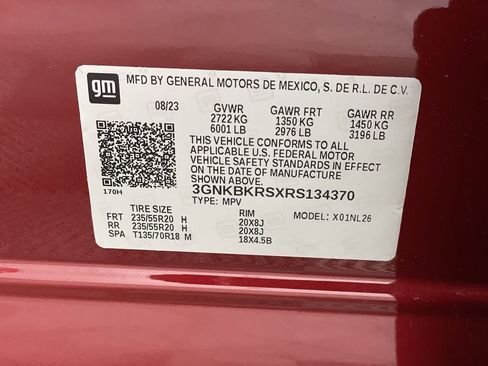 gm
MFD BY GENERAL MOTORS DE MEXICO, S. DE R.L. DE C.V.
08/23 GVWR GAWR FRT GAWR RR
2722 KG 1350 KG 1450 KG
6001 LB 2976 LB 3196 LB
THIS VEHICLE CONFORMS TO ALL
APPLICABLE U.S. FEDERAL MOTOR
VEHICLE SAFETY STANDARDS IN EFFECT
ON THE DATE OF MANUFACTURE
SHOWN ABOVE.
170H
3GNKBKRSXRS134370
TYPE: MPV
TIRE SIZE RIM MODEL: X01NL26
FRT 235/55R20 H 20X8J
RR 235/55R20 H 20X8J
SPA T135/70R18 M 18X4.5B